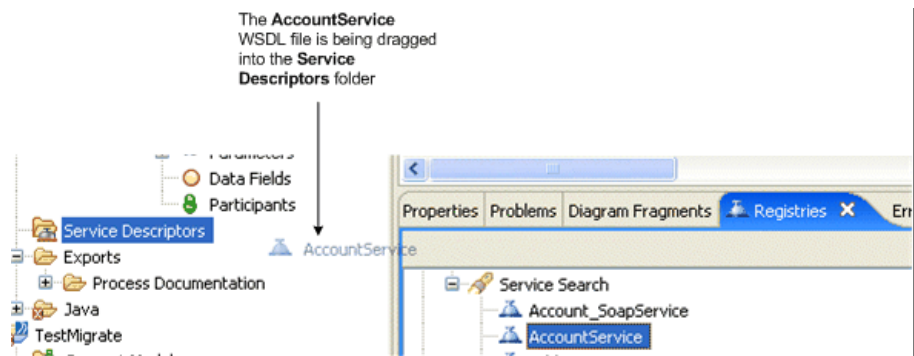 The AccountService
WSDL file is being dragged
into the Service
Descriptors folder
Parameters
Data Fields
Participants
Service Descriptors
AccountService
Exports
Process Documentation
Java
TestMigrate
Properties Problems Diagram Fragments Registries
Service Search
Account_SoapService
AccountService